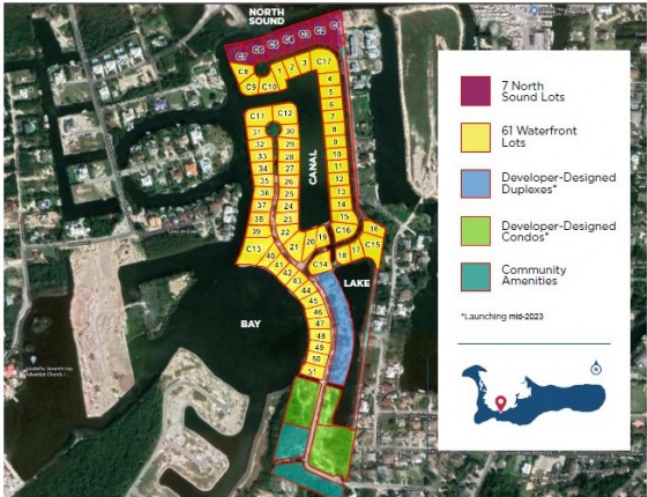 NORTH
SOUND
C7 C6 C5 C4 C3 C2 C1
C8 1 2 3 C17
C9 C10 4
5
6
C11 C12 7
31 30 8
32 29 9
33 28 10
34 27 11
35 26 12
36 25 13
37 24 14
38 23 15
CANAL
39 22 C16 16
C13 21 20 19 C15
40 18 17
41 C14
42
43
44
LAKE
45
46
BAY
47
48
49
50
51
7 North
Sound Lots
61 Waterfront
Lots
Developer-Designed
Duplexes*
Developer-Designed
Condos*
Community
Amenities
*Launching mid-2023
N